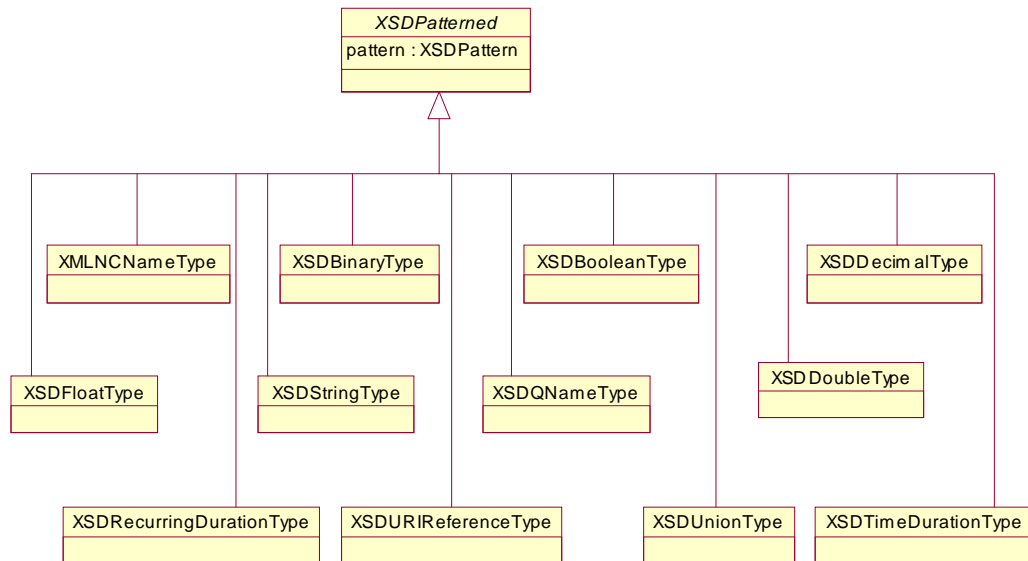 XSDPatterned
pattern : XSDPattern
XMLNCNameType
XSDBinaryType
XSDBooleanType
XSDDecimalType
XSDFloatType
XSDStringType
XSDQNameType
XSDDoubleType
XSDRecurringDurationType
XSDURIReferenceType
XSDUnionType
XSDTimeDurationType